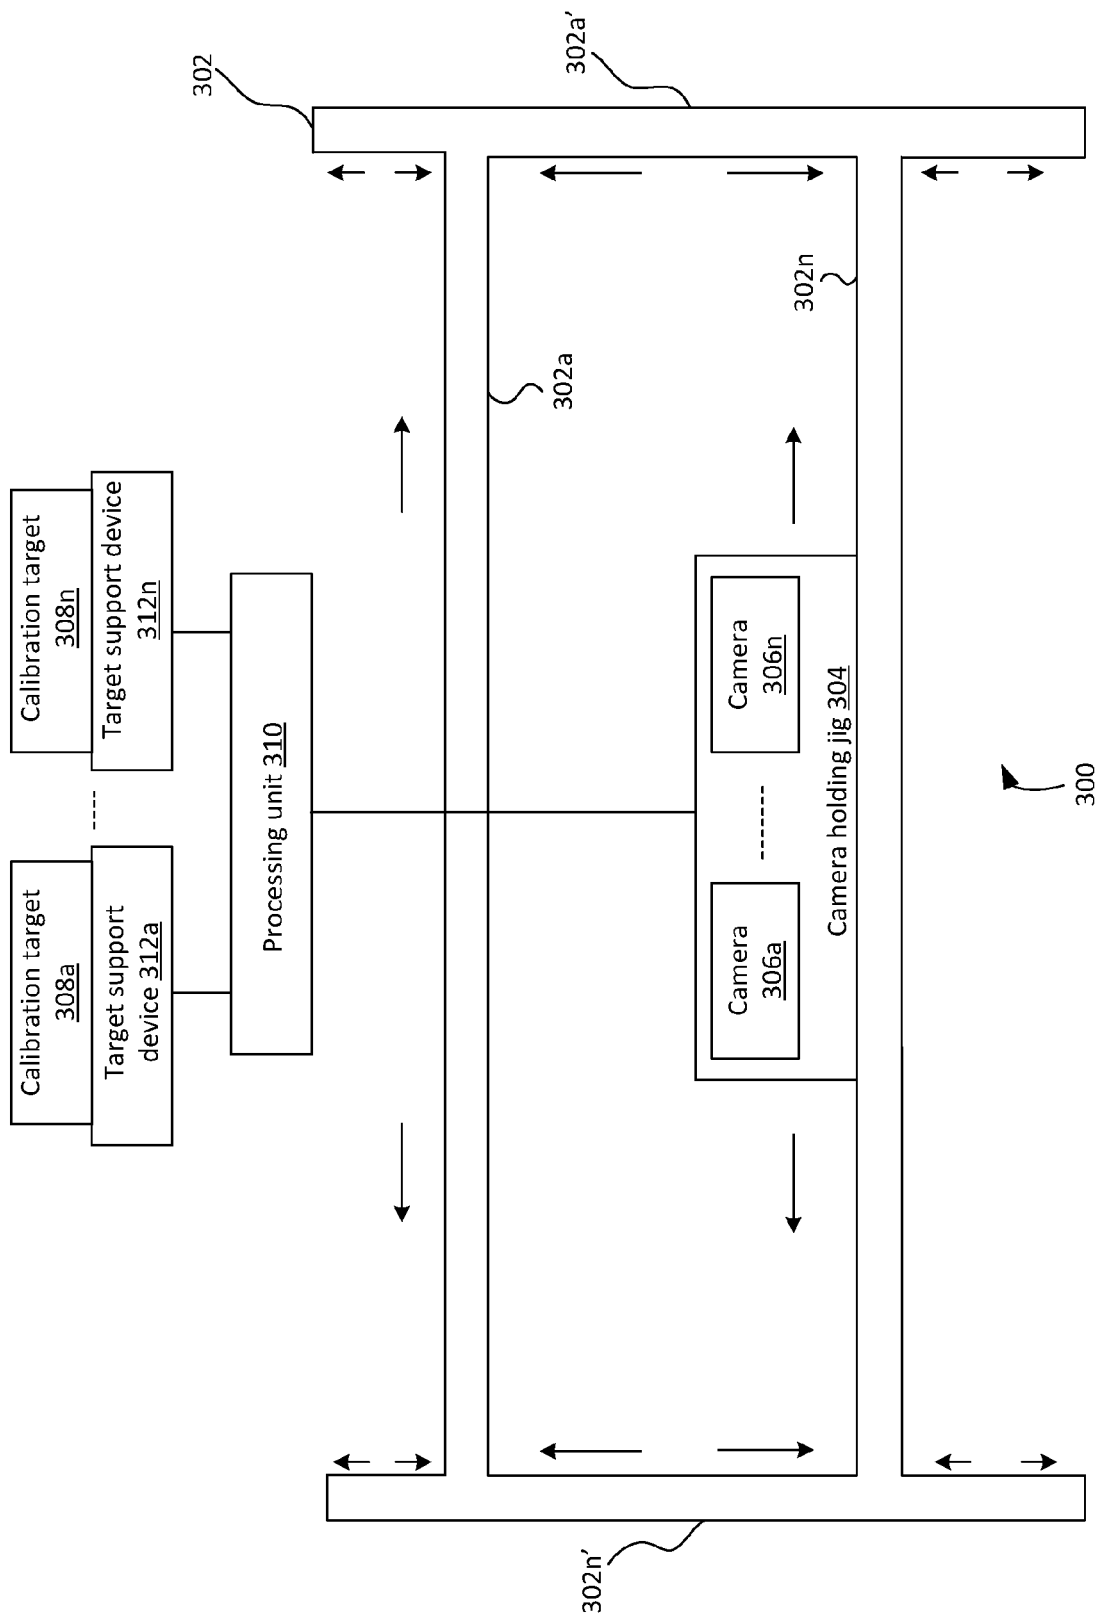 Calibration target
308a
Target support
device 312a
Calibration target
308n
Target support device
312n
302
Processing unit 310
302n’
302a
302a’
Camera
306a
Camera
306n
302n
Camera holding jig 304
300